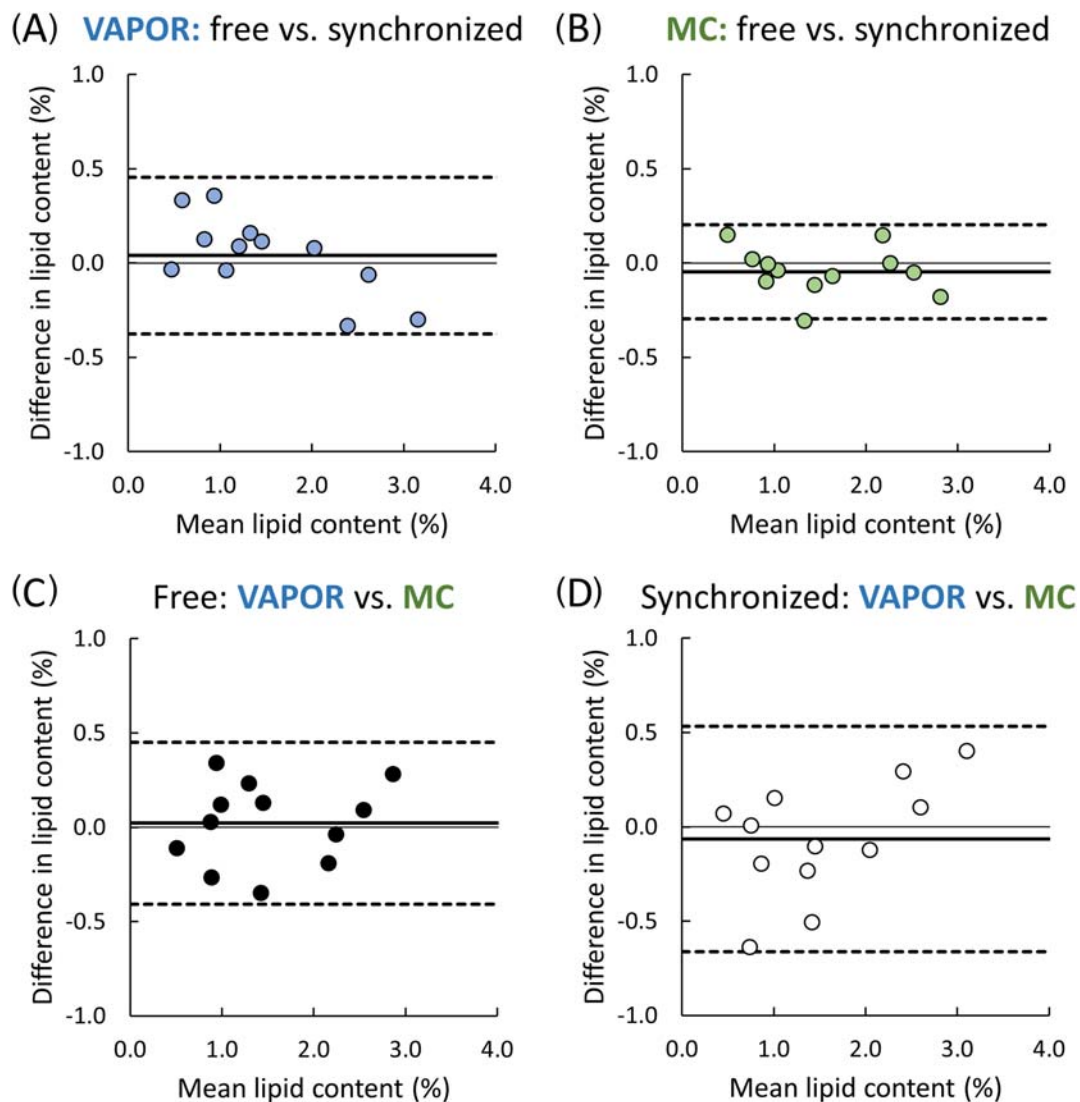 (A) VAPOR: free vs. synchronized
1.0
0.5
0.0
-0.5
-1.0
Difference in lipid content (%)
0.0 1.0 2.0 3.0 4.0
Mean lipid content (%)
(B) MC: free vs. synchronized
1.0
0.5
0.0
-0.5
-1.0
Difference in lipid content (%)
0.0 1.0 2.0 3.0 4.0
Mean lipid content (%)
(C) Free: VAPOR vs. MC
1.0
0.5
0.0
-0.5
-1.0
Difference in lipid content (%)
0.0 1.0 2.0 3.0 4.0
Mean lipid content (%)
(D) Synchronized: VAPOR vs. MC
1.0
0.5
0.0
-0.5
-1.0
Difference in lipid content (%)
0.0 1.0 2.0 3.0 4.0
Mean lipid content (%)